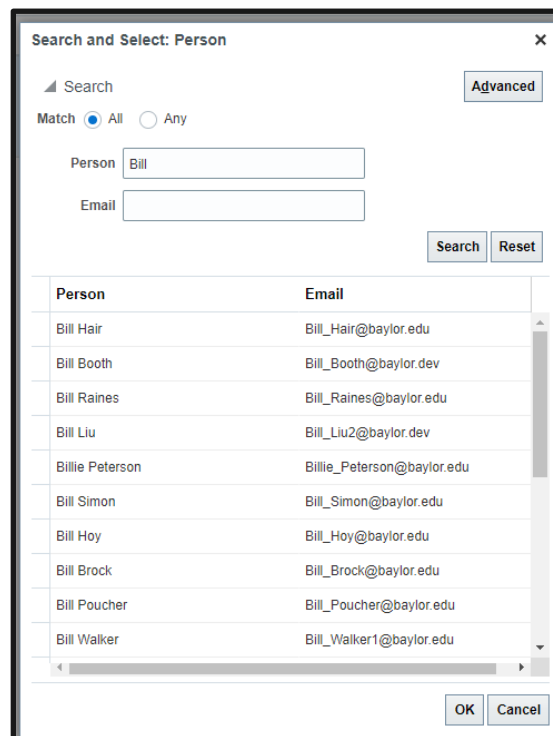 Search and Select: Person
Search
Advanced
Match All Any
Person Bill
Email
Search Reset
Person Email
Bill Hair Bill_Hair@baylor.edu
Bill Booth Bill_Booth@baylor.dev
Bill Raines Bill_Raines@baylor.edu
Bill Liu Bill_Liu2@baylor.dev
Billie Peterson Billie_Peterson@baylor.edu
Bill Simon Bill_Simon@baylor.edu
Bill Hoy Bill_Hoy@baylor.edu
Bill Brock Bill_Brock@baylor.edu
Bill Poucher Bill_Poucher@baylor.edu
Bill Walker Bill_Walker1@baylor.edu
OK Cancel